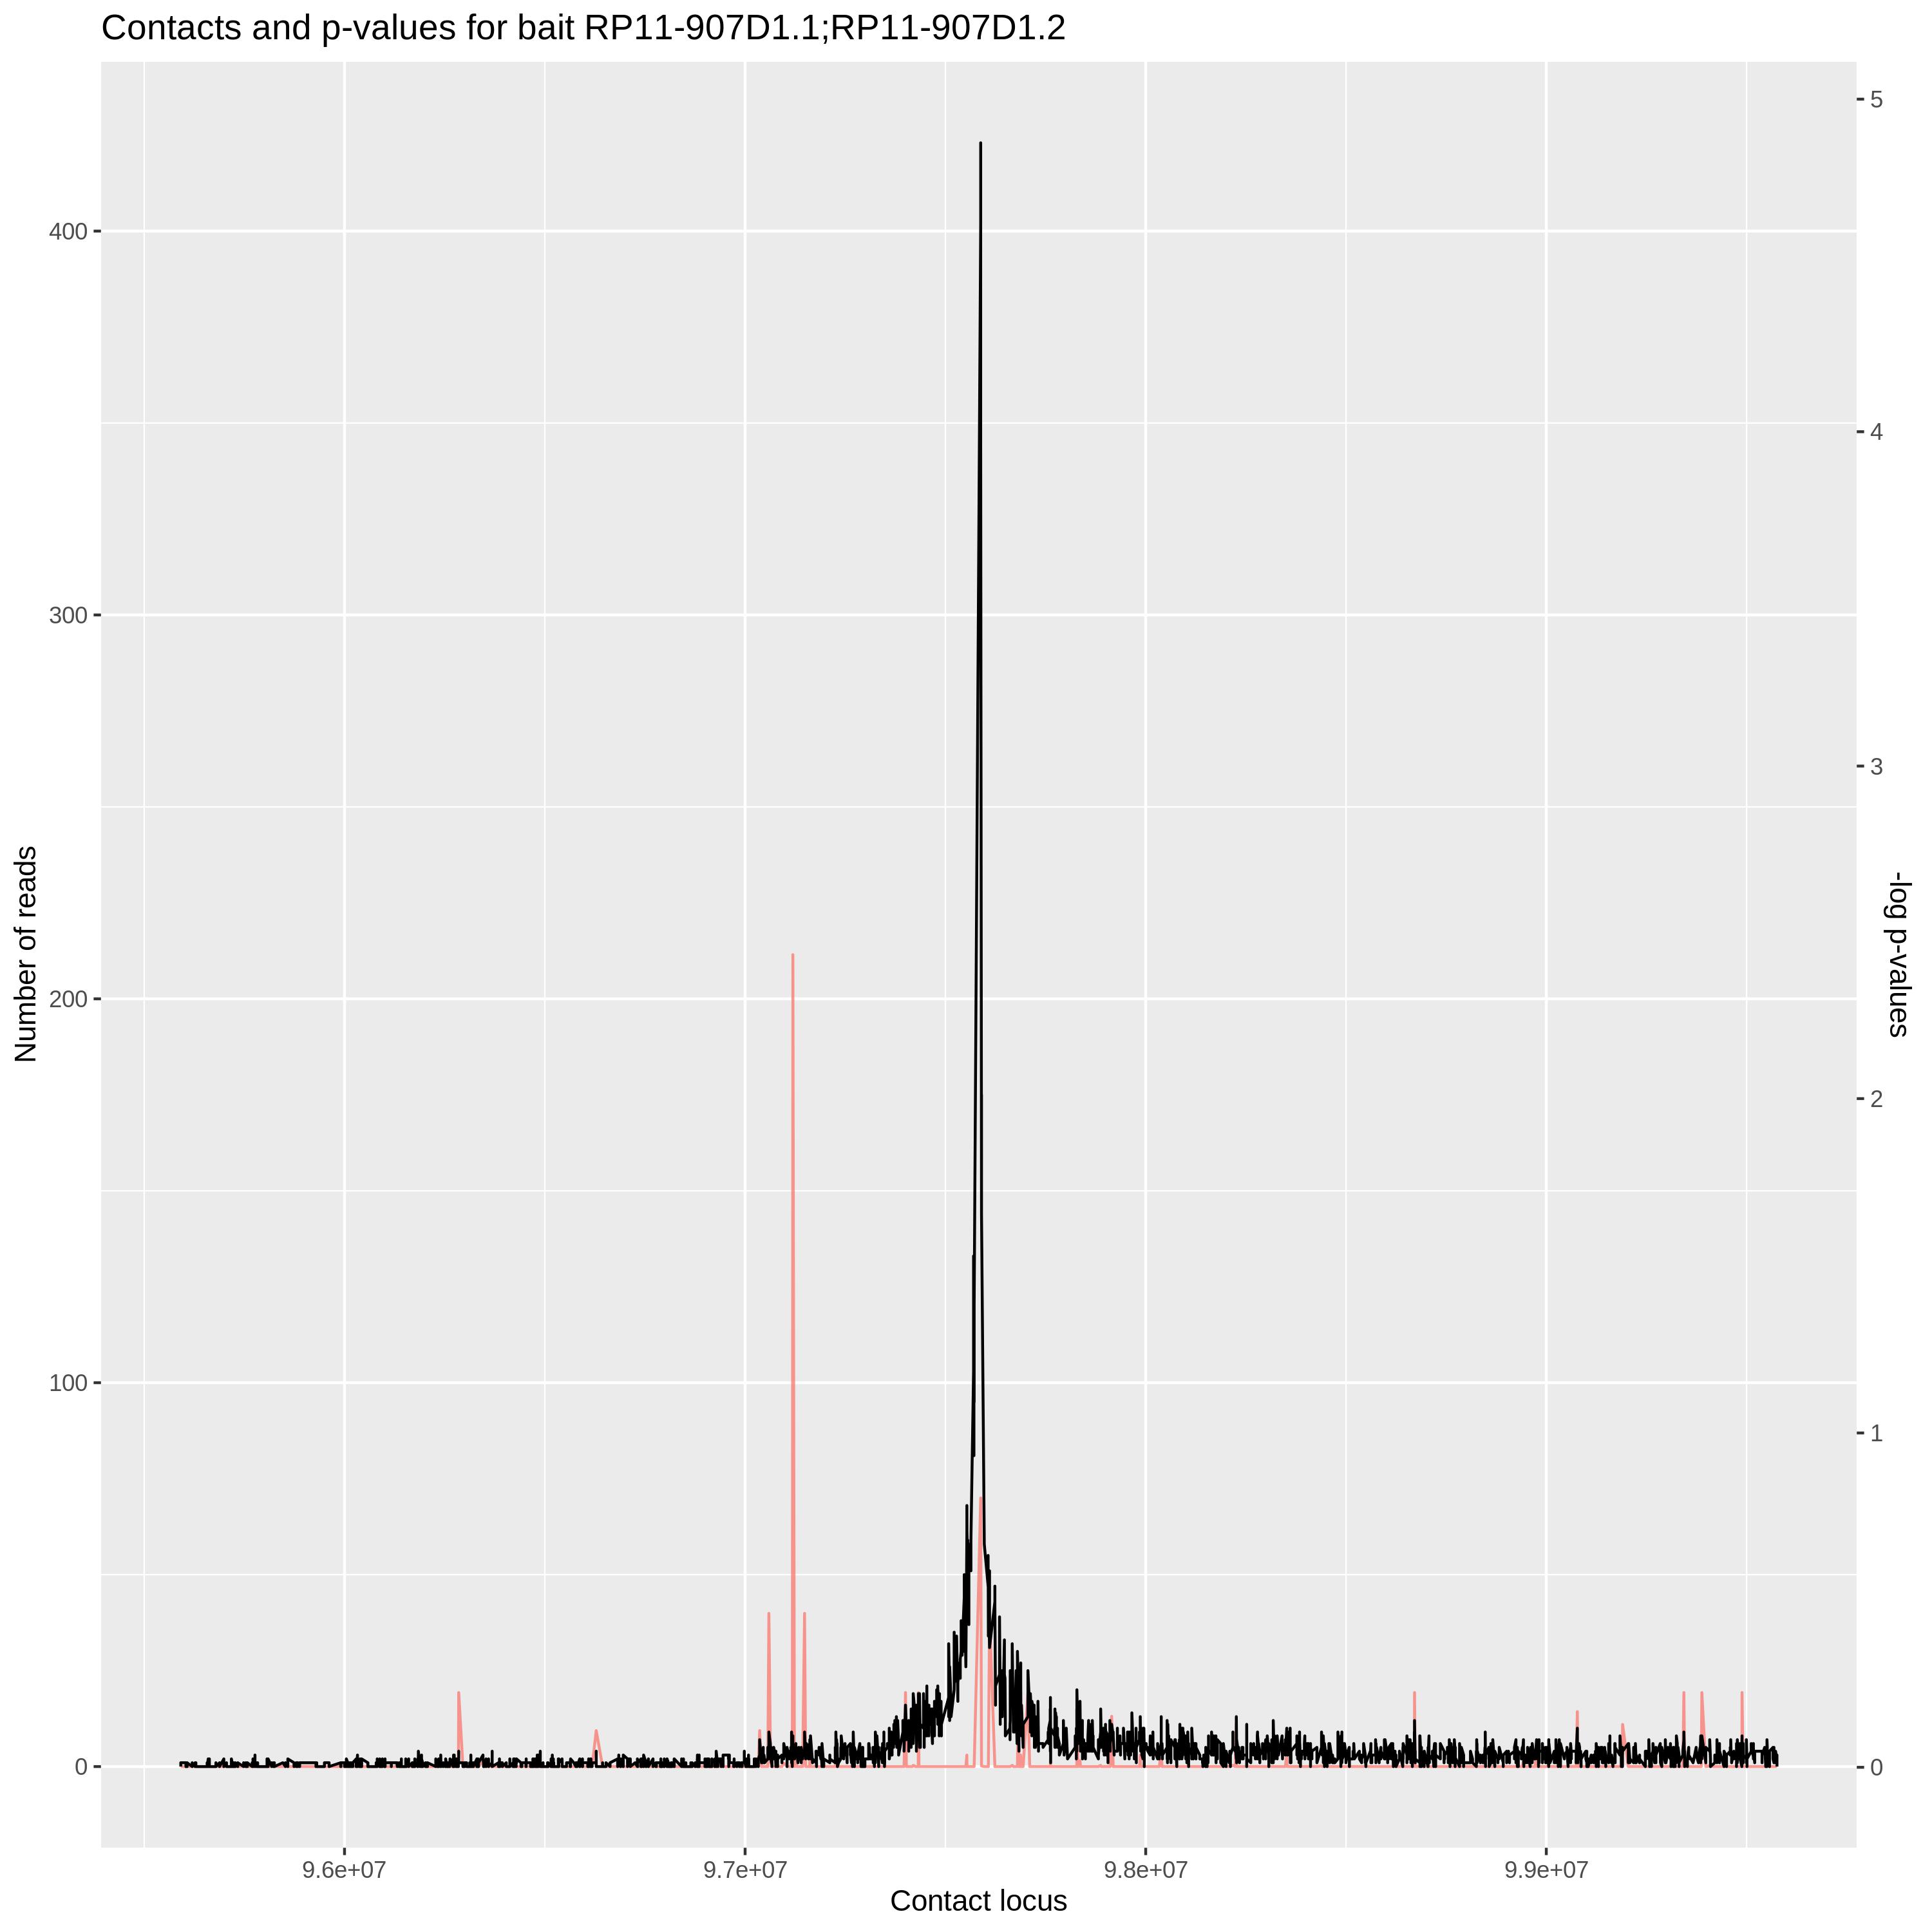 Contacts and p-values for bait RP11-907D1.1;RP11-907D1.2
Number of reads
400
300
200
100
0
5
4
3
2
1
0
-log p-values
9.6e+07
9.7e+07
9.8e+07
9.9e+07
Contact locus